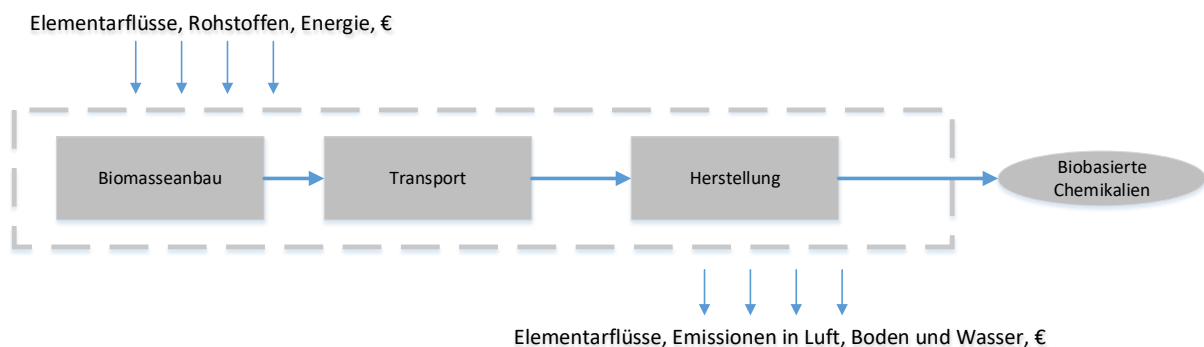 Elementarflüsse, Rohstoffen, Energie, €
Biomasseanbau
Transport
Herstellung
Biobasierte
Chemikalien
Elementarflüsse, Emissionen in Luft, Boden und Wasser, €